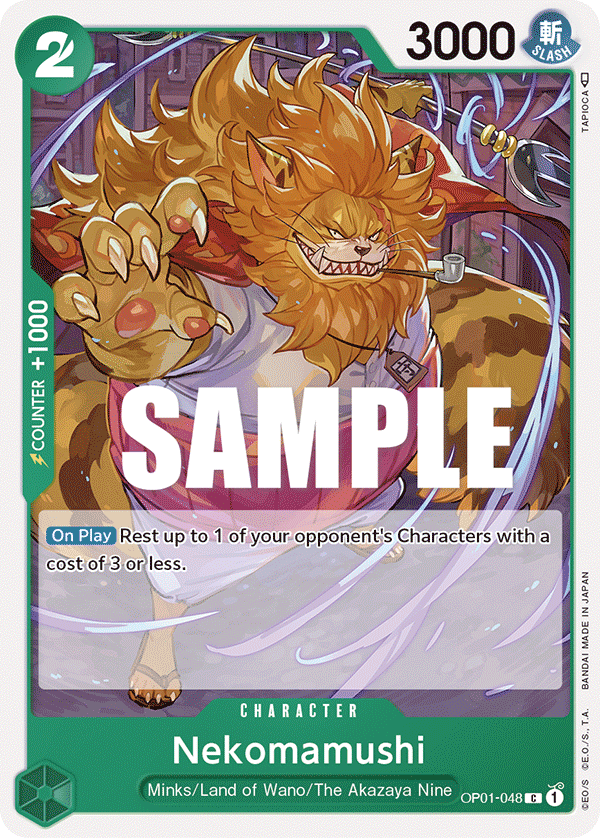 2
3000
斬
SLASH
TAPIOCA
COUNTER +1000
SAMPLE
On Play Rest up to 1 of your opponent's Characters with a
cost of 3 or less.
CHARACTER
Nekomamushi
Minks/Land of Wano/The Akazaya Nine
OP01-048 C 1
©E.O/S ©E.O./S., T.A. BANDAI MADE IN JAPAN